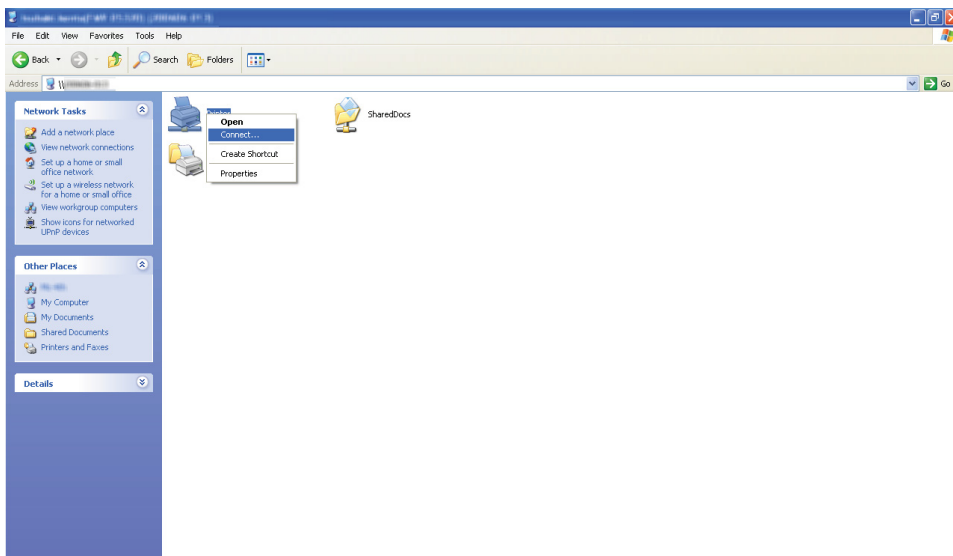 File Edit View Favorites Tools Help
Back Search Folders
Address \\
Go
Network Tasks
Add a network place
View network connections
Set up a home or small
office network
Set up a wireless network
for a home or small office
View workgroup computers
Show icons for networked
UPnP devices
Other Places
My Computer
My Documents
Shared Documents
Printers and Faxes
Details
Printer
Open
Connect...
Create Shortcut
Properties
SharedDocs